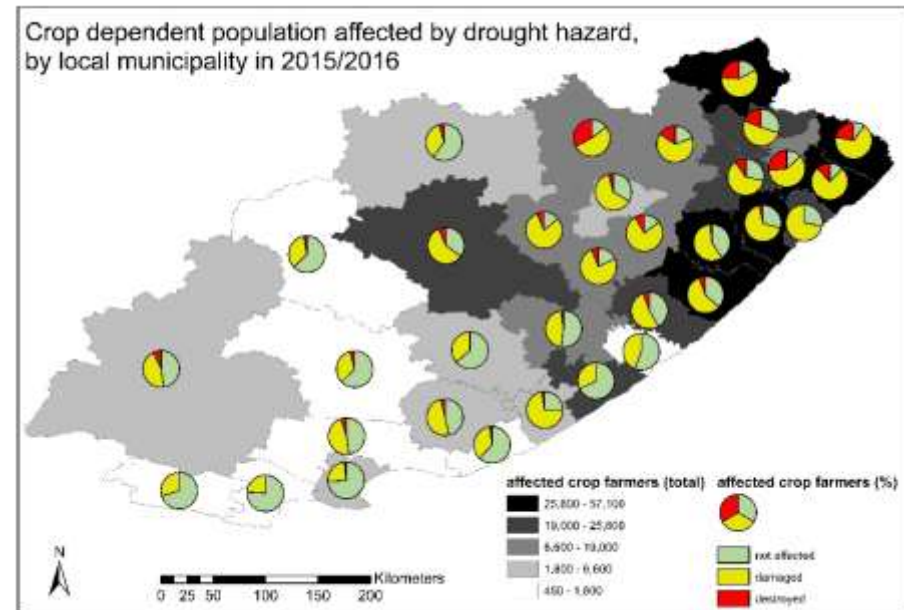 Crop dependent population affected by drought hazard,
by local municipality in 2015/2016
affected crop farmers (total)
25,800 - 57,100
19,000 - 25,800
6,600 - 19,000
1,800 - 6,600
450 - 1,800
affected crop farmers (%)
not affected
damaged
destroyed
N
Kilometers
0 25 50 100 150 200